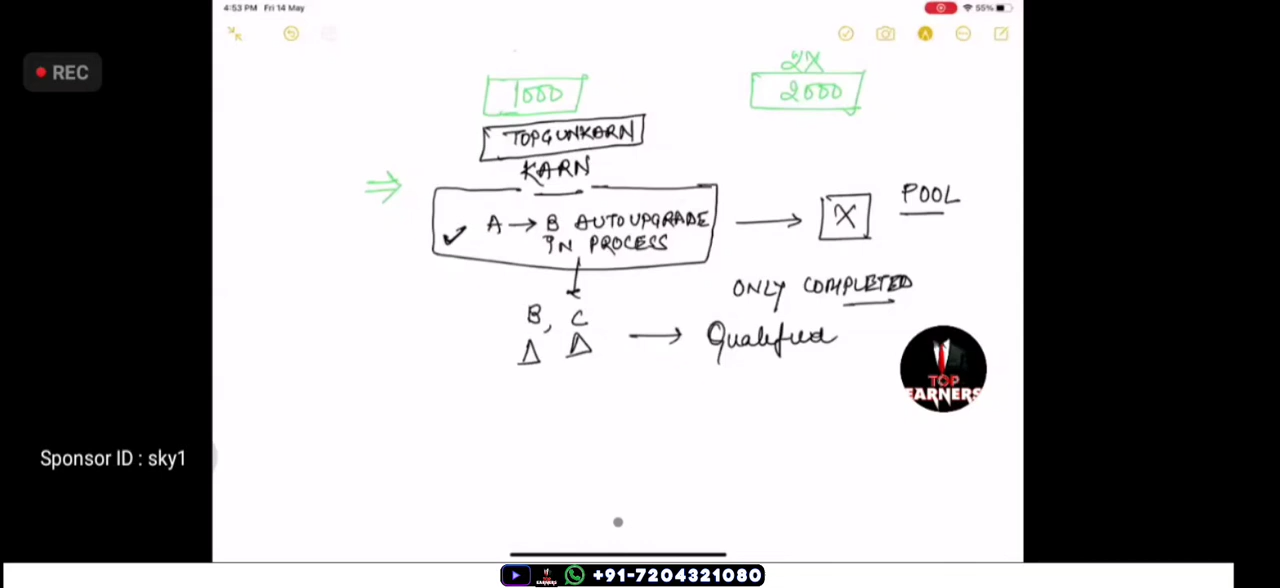 4:53 PM Fri 14 May
55%
REC
2X
1000
2000
TOPGUNKARN
KARN
POOL
A → B AUTOUPGRADE
IN PROCESS
X
ONLY COMPLETED
B, C
Qualified
TOP
EARNERS
Sponsor ID : sky1
+91-7204321080